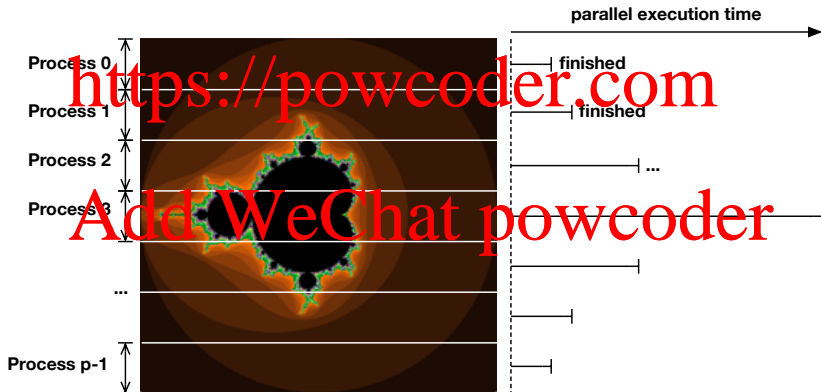 parallel execution time
Process 0
finished
https://powcoder.com
Process 1
finished
Process 2
...
Process 3
Add WeChat powcoder
...
Process p-1